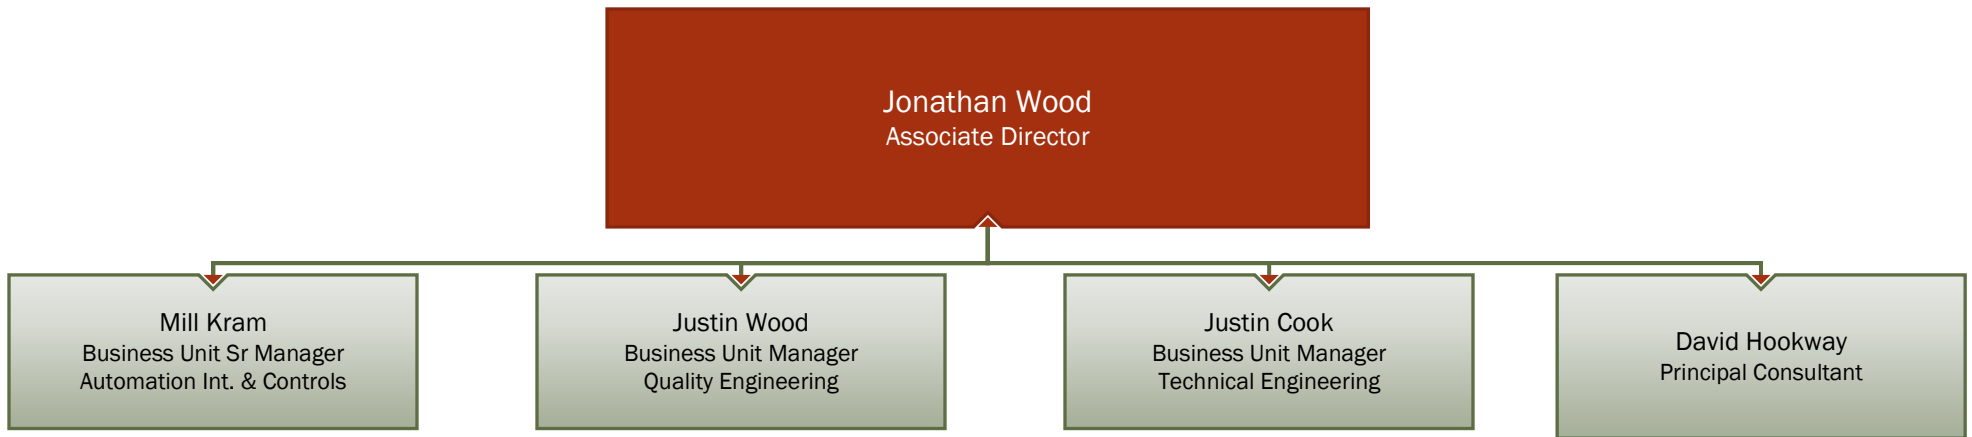 Jonathan Wood
Associate Director
Mill Kram
Business Unit Sr Manager
Automation Int. & Controls
Justin Wood
Business Unit Manager
Quality Engineering
Justin Cook
Business Unit Manager
Technical Engineering
David Hookway
Principal Consultant